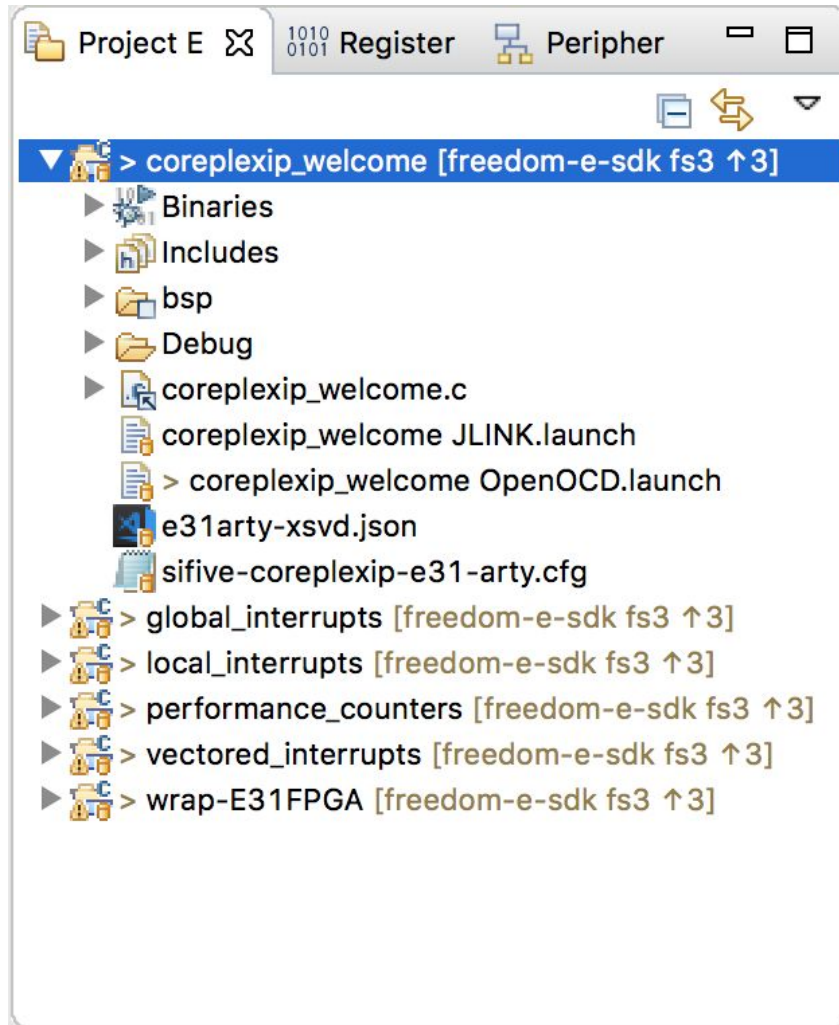 Project E 1010 0101 Register Peripher
> coreplexip_welcome [freedom-e-sdk fs3 ↑3]
Binaries
Includes
bsp
Debug
coreplexip_welcome.c
coreplexip_welcome JLINK.launch
> coreplexip_welcome OpenOCD.launch
e31arty-xsvd.json
sifive-coreplexip-e31-arty.cfg
> global_interrupts [freedom-e-sdk fs3 ↑3]
> local_interrupts [freedom-e-sdk fs3 ↑3]
> performance_counters [freedom-e-sdk fs3 ↑3]
> vectored_interrupts [freedom-e-sdk fs3 ↑3]
> wrap-E31FPGA [freedom-e-sdk fs3 ↑3]